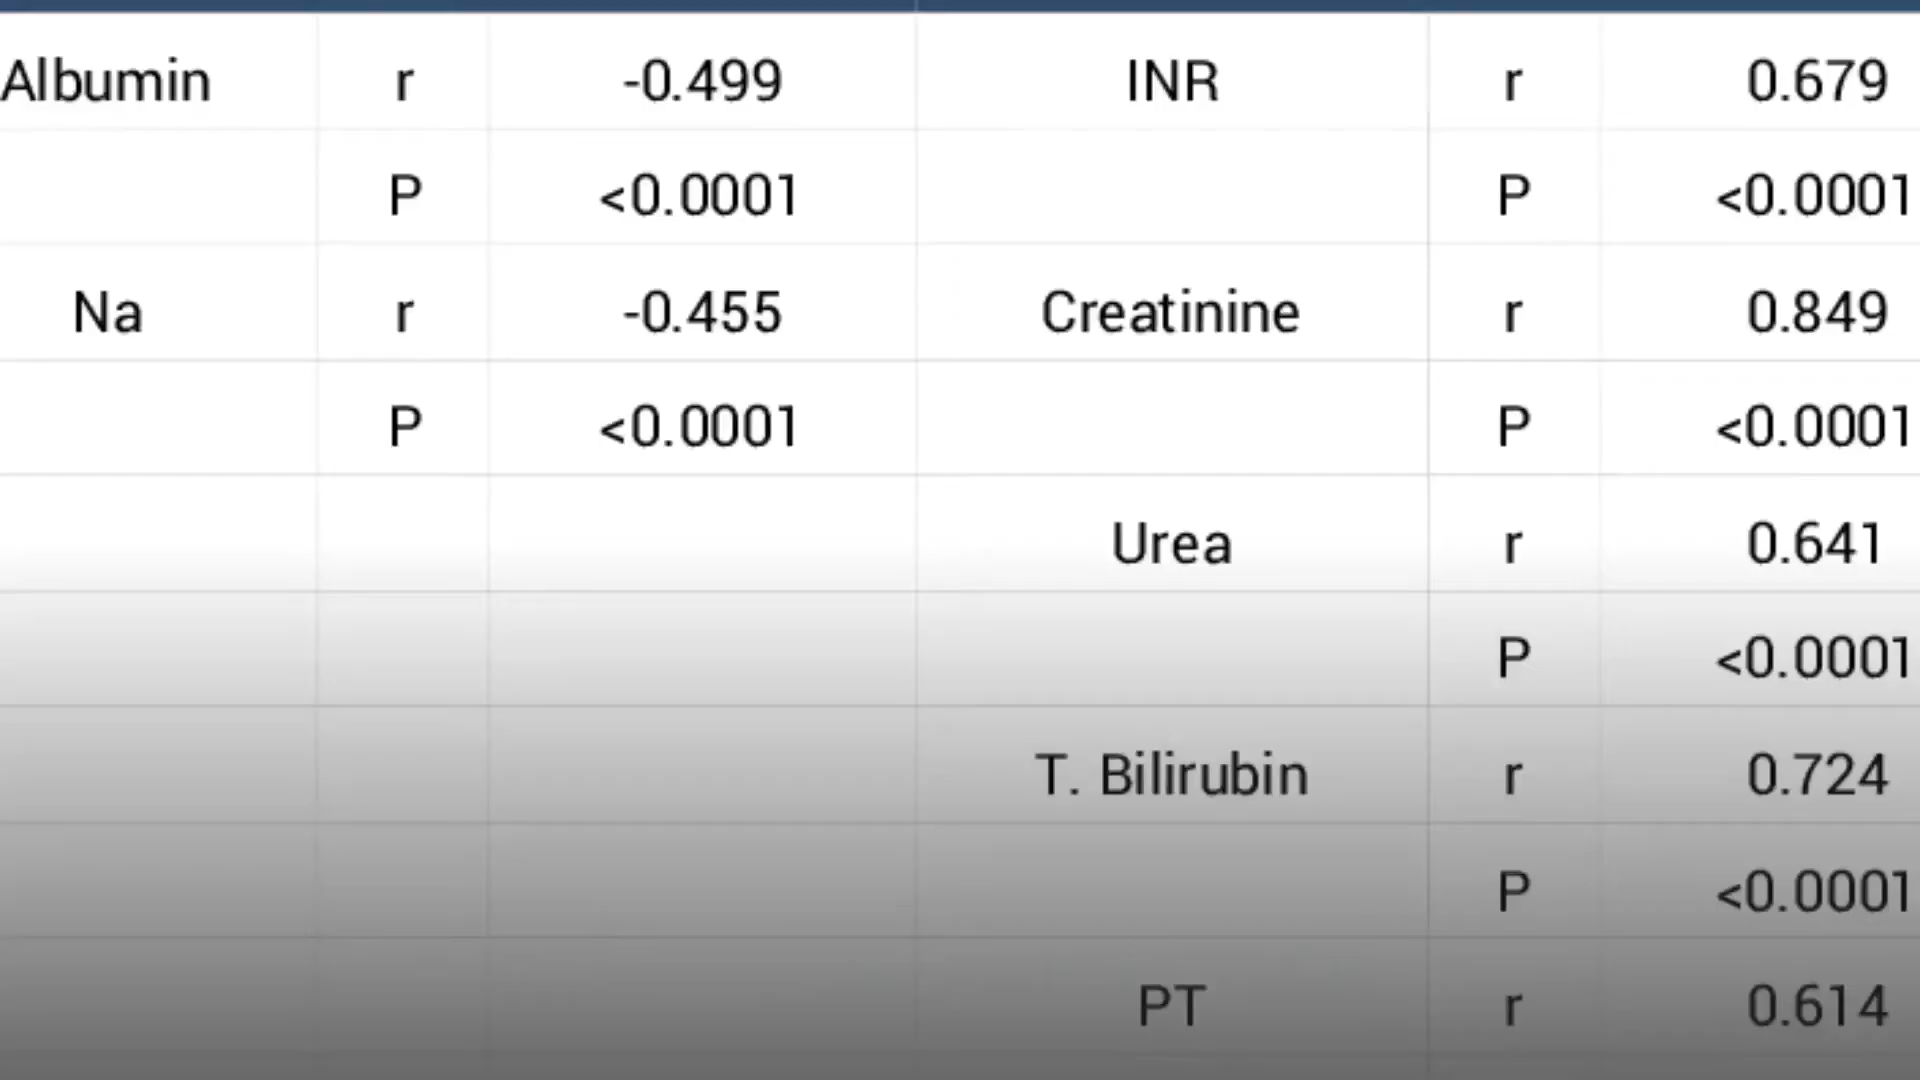 Albumin r -0.499 INR r 0.679
P <0.0001 P <0.0001
Na r -0.455 Creatinine r 0.849
P <0.0001 P <0.0001
Urea r 0.641
P <0.0001
T. Bilirubin r 0.724
P <0.0001
PT r 0.614